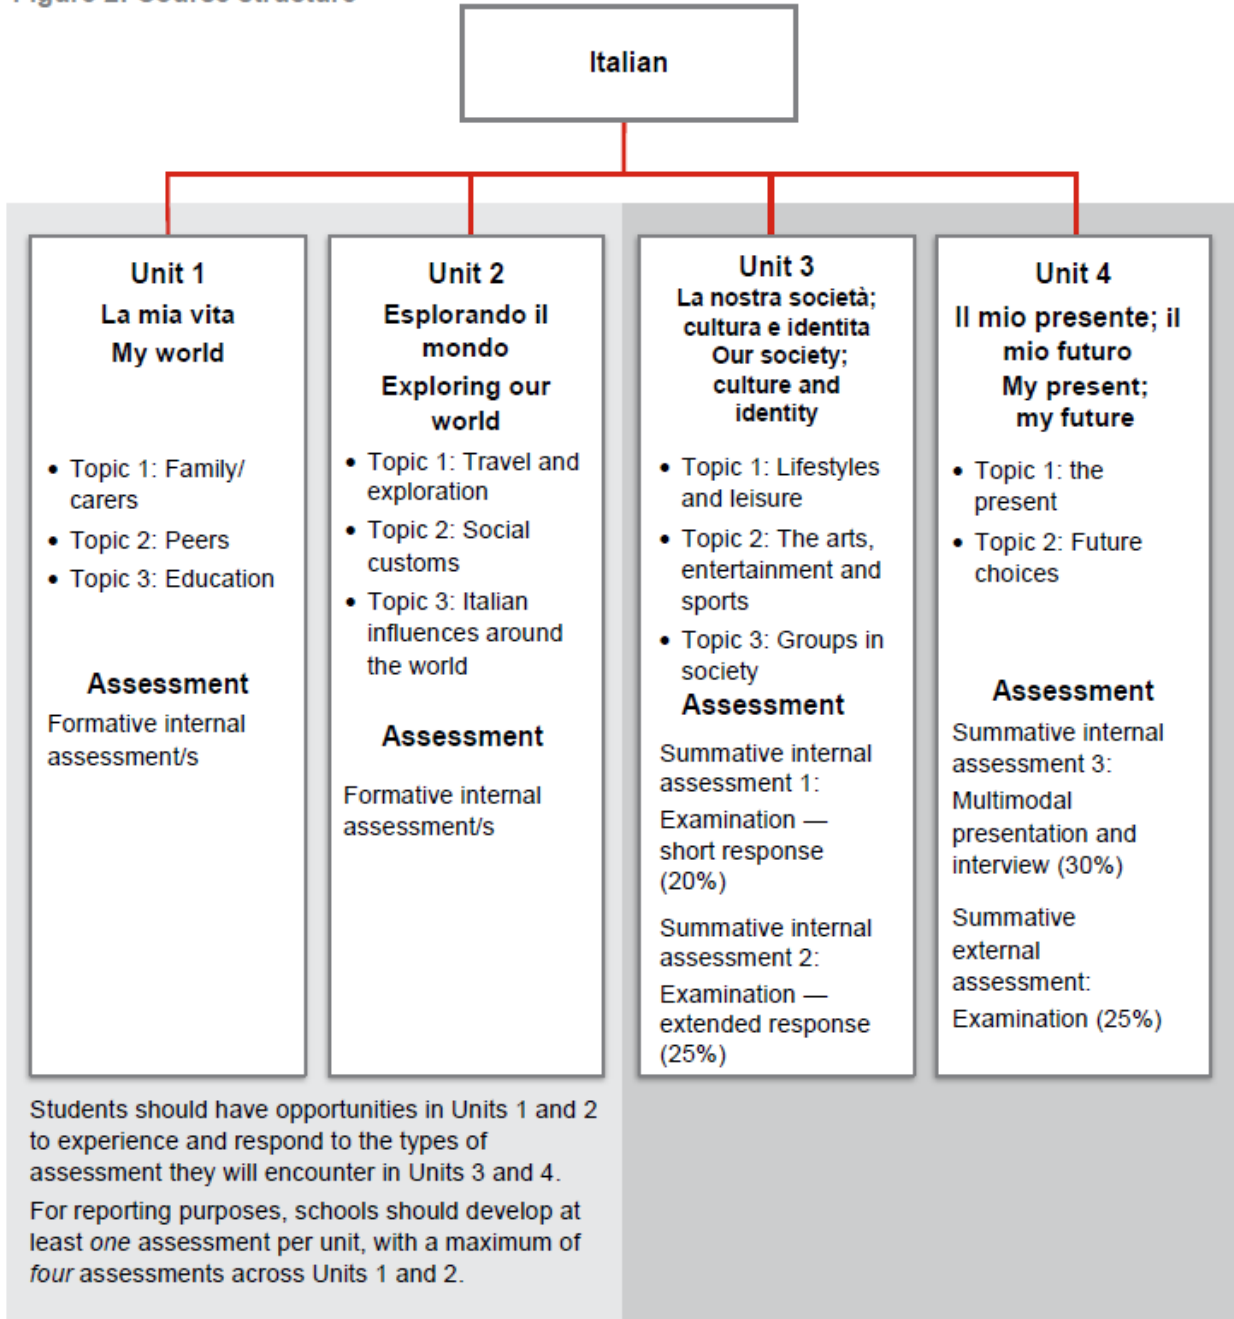 Figure 2: Course structure
Italian
Unit 1
La mia vita
My world
• Topic 1: Family/
carers
• Topic 2: Peers
• Topic 3: Education
Assessment
Formative internal
assessment/s
Unit 2
Esplorando il
mondo
Exploring our
world
• Topic 1: Travel and
exploration
• Topic 2: Social
customs
• Topic 3: Italian
influences around
the world
Assessment
Formative internal
assessment/s
Unit 3
La nostra società;
cultura e identita
Our society;
culture and
identity
• Topic 1: Lifestyles
and leisure
• Topic 2: The arts,
entertainment and
sports
• Topic 3: Groups in
society
Assessment
Summative internal
assessment 1:
Examination —
short response
(20%)
Summative internal
assessment 2:
Examination —
extended response
(25%)
Unit 4
Il mio presente; il
mio futuro
My present;
my future
• Topic 1: the
present
• Topic 2: Future
choices
Assessment
Summative internal
assessment 3:
Multimodal
presentation and
interview (30%)
Summative
external
assessment:
Examination (25%)
Students should have opportunities in Units 1 and 2
to experience and respond to the types of
assessment they will encounter in Units 3 and 4.
For reporting purposes, schools should develop at
least one assessment per unit, with a maximum of
four assessments across Units 1 and 2.